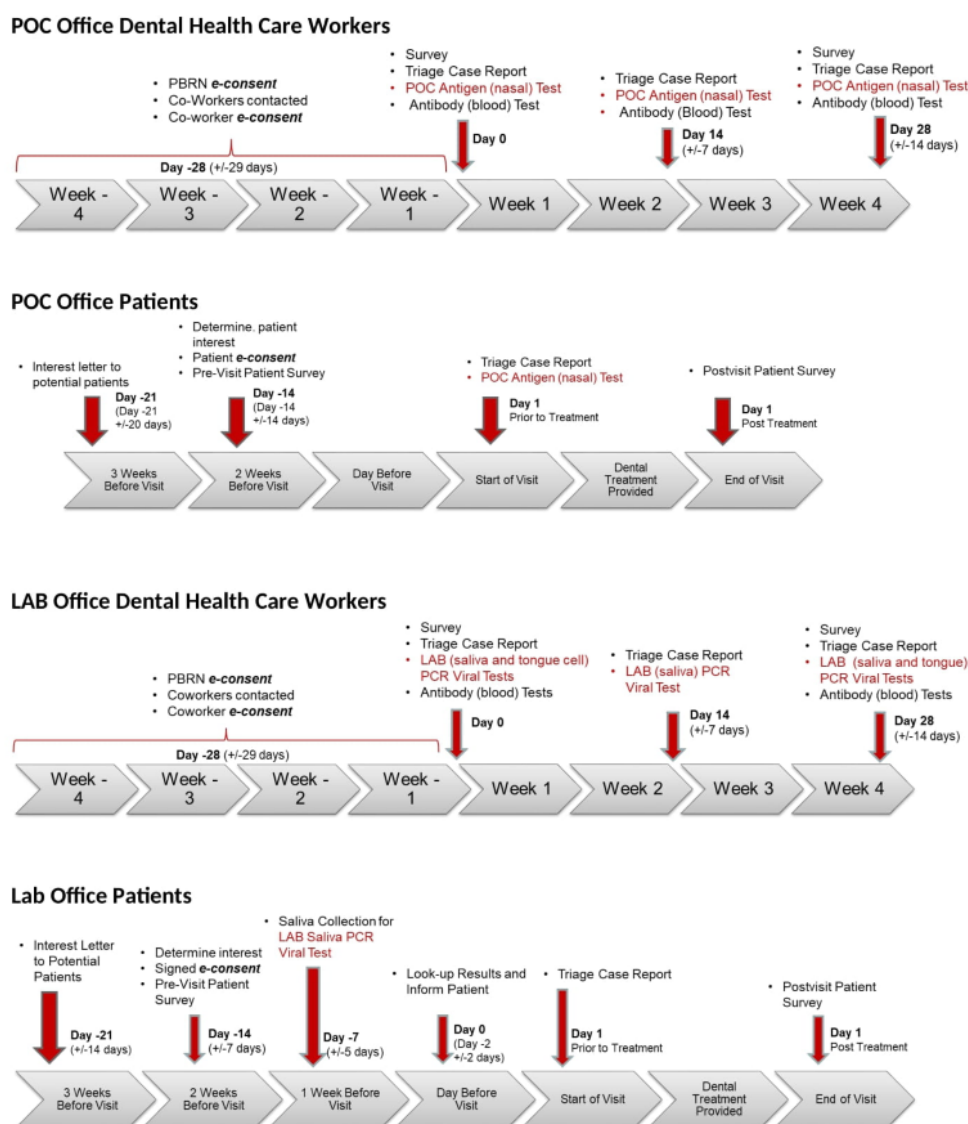 POC Office Dental Health Care Workers
• PBRN e-consent
• Co-Workers contacted
• Co-worker e-consent
• Survey
• Triage Case Report
• POC Antigen (nasal) Test
• Antibody (blood) Test
• Triage Case Report
• POC Antigen (nasal) Test
• Antibody (Blood) Test
• Survey
• Triage Case Report
• POC Antigen (nasal) Test
• Antibody (blood) Test
Day -28 (+/-29 days)
Day 0
Day 14
(+/-7 days)
Day 28
(+/-14 days)
Week -
4
Week -
3
Week -
2
Week -
1
Week 1
Week 2
Week 3
Week 4
POC Office Patients
• Interest letter to
potential patients
• Determine. patient
interest
• Patient e-consent
• Pre-Visit Patient Survey
• Triage Case Report
• POC Antigen (nasal) Test
• Postvisit Patient Survey
Day -21
(Day -21
+/-20 days)
Day -14
(Day -14
+/-14 days)
Day 1
Prior to Treatment
Day 1
Post Treatment
3 Weeks
Before Visit
2 Weeks
Before Visit
Day Before
Visit
Start of Visit
Dental
Treatment
Provided
End of Visit
LAB Office Dental Health Care Workers
• PBRN e-consent
• Coworkers contacted
• Coworker e-consent
• Survey
• Triage Case Report
• LAB (saliva and tongue cell)
PCR Viral Tests
• Antibody (blood) Tests
• Triage Case Report
• LAB (saliva) PCR
Viral Test
• Survey
• Triage Case Report
• LAB (saliva and tongue)
PCR Viral Tests
• Antibody (blood) Tests
Day -28 (+/-29 days)
Day 0
Day 14
(+/-7 days)
Day 28
(+/-14 days)
Week -
4
Week -
3
Week -
2
Week -
1
Week 1
Week 2
Week 3
Week 4
Lab Office Patients
• Interest Letter
to Potential
Patients
• Determine interest
• Signed e-consent
• Pre-Visit Patient
Survey
• Saliva Collection for
LAB Saliva PCR
Viral Test
• Look-up Results and
Inform Patient
• Triage Case Report
• Postvisit Patient
Survey
Day -21
(+/-14 days)
Day -14
(+/-7 days)
Day -7
(+/-5 days)
Day 0
(Day -2
+/-2 days)
Day 1
Prior to Treatment
Day 1
Post Treatment
3 Weeks
Before Visit
2 Weeks
Before Visit
1 Week Before
Visit
Day Before
Visit
Start of Visit
Dental
Treatment
Provided
End of Visit